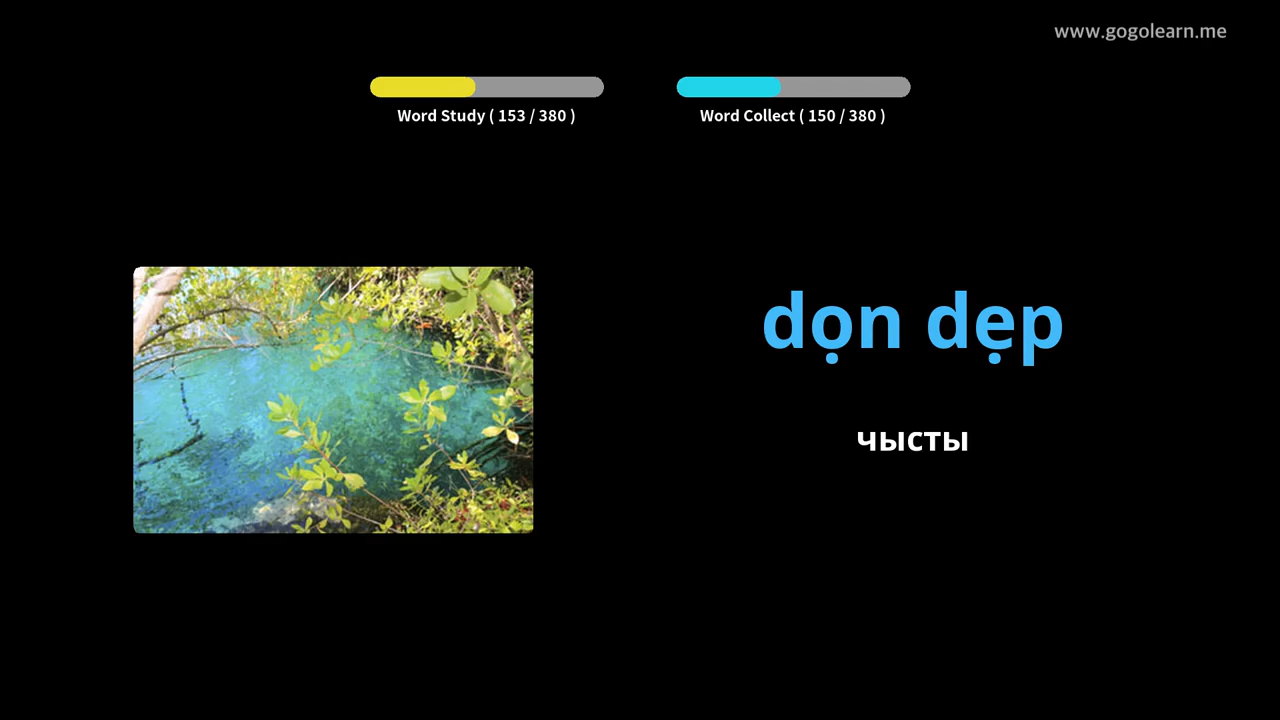 www.gogolearn.me
Word Study ( 153 / 380 )
Word Collect ( 150 / 380 )
dọn dẹp
чысты